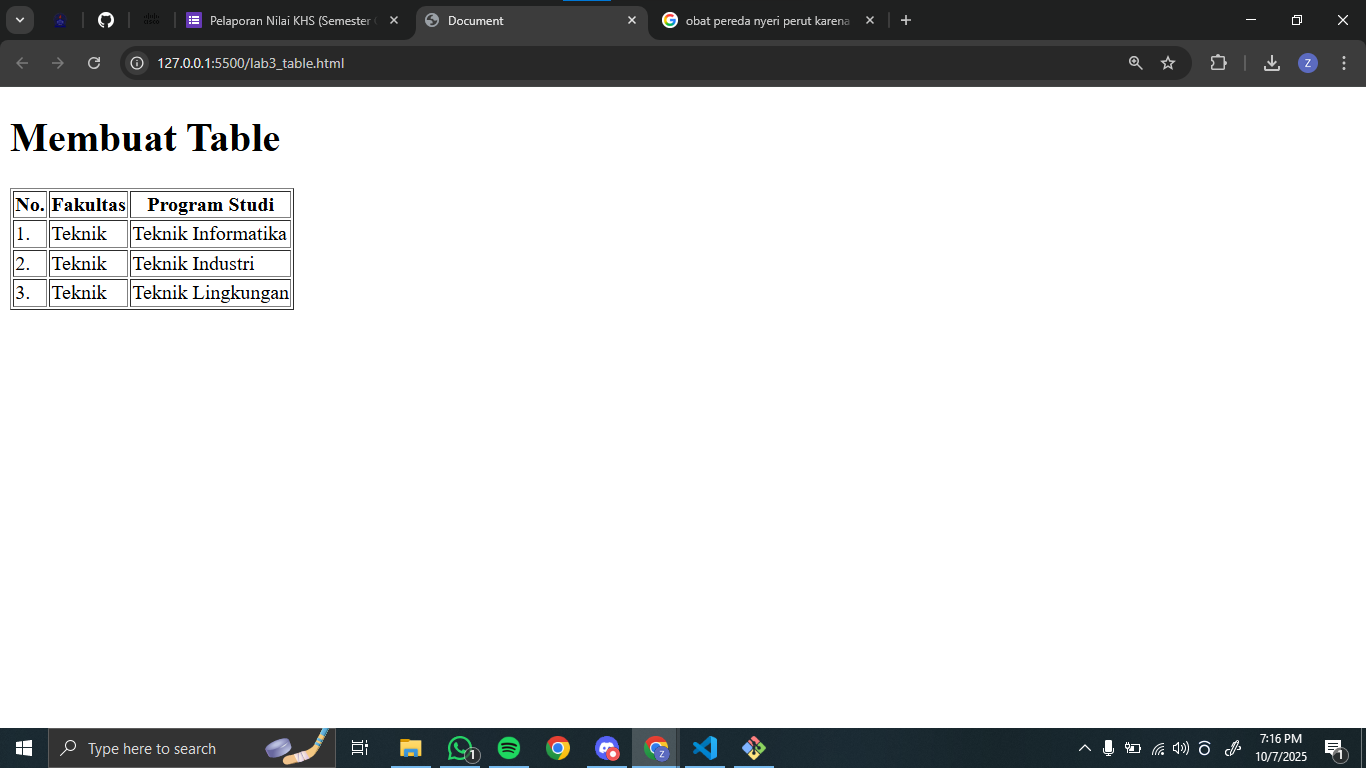 Pelaporan Nilai KHS (Semester
Document
obat pereda nyeri perut karena
127.0.0.1:5500/lab3_table.html
Z
Membuat Table
No. Fakultas Program Studi
1. Teknik Teknik Informatika
2. Teknik Teknik Industri
3. Teknik Teknik Lingkungan
Type here to search
1
Z
7:16 PM
10/7/2025
1